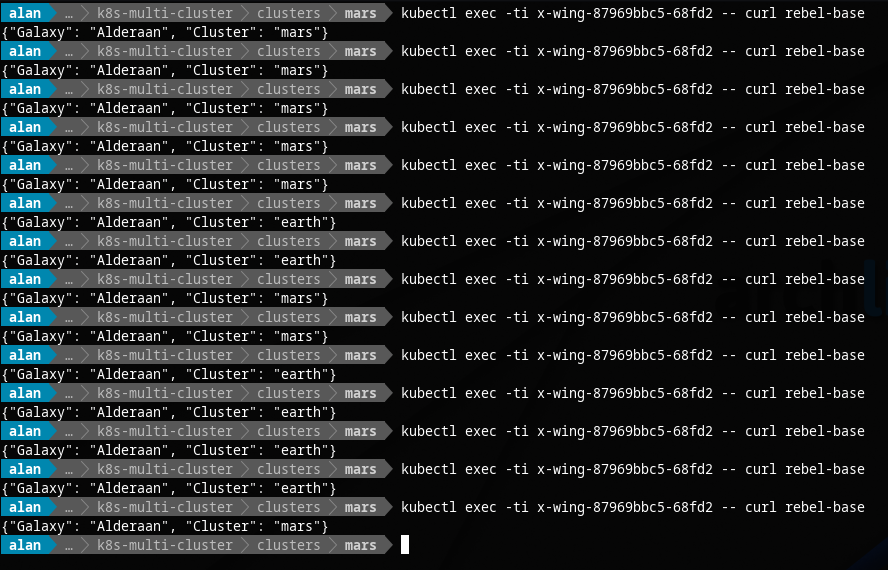 alan … k8s-multi-cluster clusters mars kubectl exec -ti x-wing-87969bbc5-68fd2 -- curl rebel-base
{"Galaxy": "Alderaan", "Cluster": "mars"}
alan … k8s-multi-cluster clusters mars kubectl exec -ti x-wing-87969bbc5-68fd2 -- curl rebel-base
{"Galaxy": "Alderaan", "Cluster": "mars"}
alan … k8s-multi-cluster clusters mars kubectl exec -ti x-wing-87969bbc5-68fd2 -- curl rebel-base
{"Galaxy": "Alderaan", "Cluster": "mars"}
alan … k8s-multi-cluster clusters mars kubectl exec -ti x-wing-87969bbc5-68fd2 -- curl rebel-base
{"Galaxy": "Alderaan", "Cluster": "mars"}
alan … k8s-multi-cluster clusters mars kubectl exec -ti x-wing-87969bbc5-68fd2 -- curl rebel-base
{"Galaxy": "Alderaan", "Cluster": "mars"}
alan … k8s-multi-cluster clusters mars kubectl exec -ti x-wing-87969bbc5-68fd2 -- curl rebel-base
{"Galaxy": "Alderaan", "Cluster": "earth"}
alan … k8s-multi-cluster clusters mars kubectl exec -ti x-wing-87969bbc5-68fd2 -- curl rebel-base
{"Galaxy": "Alderaan", "Cluster": "earth"}
alan … k8s-multi-cluster clusters mars kubectl exec -ti x-wing-87969bbc5-68fd2 -- curl rebel-base
{"Galaxy": "Alderaan", "Cluster": "mars"}
alan … k8s-multi-cluster clusters mars kubectl exec -ti x-wing-87969bbc5-68fd2 -- curl rebel-base
{"Galaxy": "Alderaan", "Cluster": "mars"}
alan … k8s-multi-cluster clusters mars kubectl exec -ti x-wing-87969bbc5-68fd2 -- curl rebel-base
{"Galaxy": "Alderaan", "Cluster": "earth"}
alan … k8s-multi-cluster clusters mars kubectl exec -ti x-wing-87969bbc5-68fd2 -- curl rebel-base
{"Galaxy": "Alderaan", "Cluster": "earth"}
alan … k8s-multi-cluster clusters mars kubectl exec -ti x-wing-87969bbc5-68fd2 -- curl rebel-base
{"Galaxy": "Alderaan", "Cluster": "earth"}
alan … k8s-multi-cluster clusters mars kubectl exec -ti x-wing-87969bbc5-68fd2 -- curl rebel-base
{"Galaxy": "Alderaan", "Cluster": "earth"}
alan … k8s-multi-cluster clusters mars kubectl exec -ti x-wing-87969bbc5-68fd2 -- curl rebel-base
{"Galaxy": "Alderaan", "Cluster": "mars"}
alan … k8s-multi-cluster clusters mars